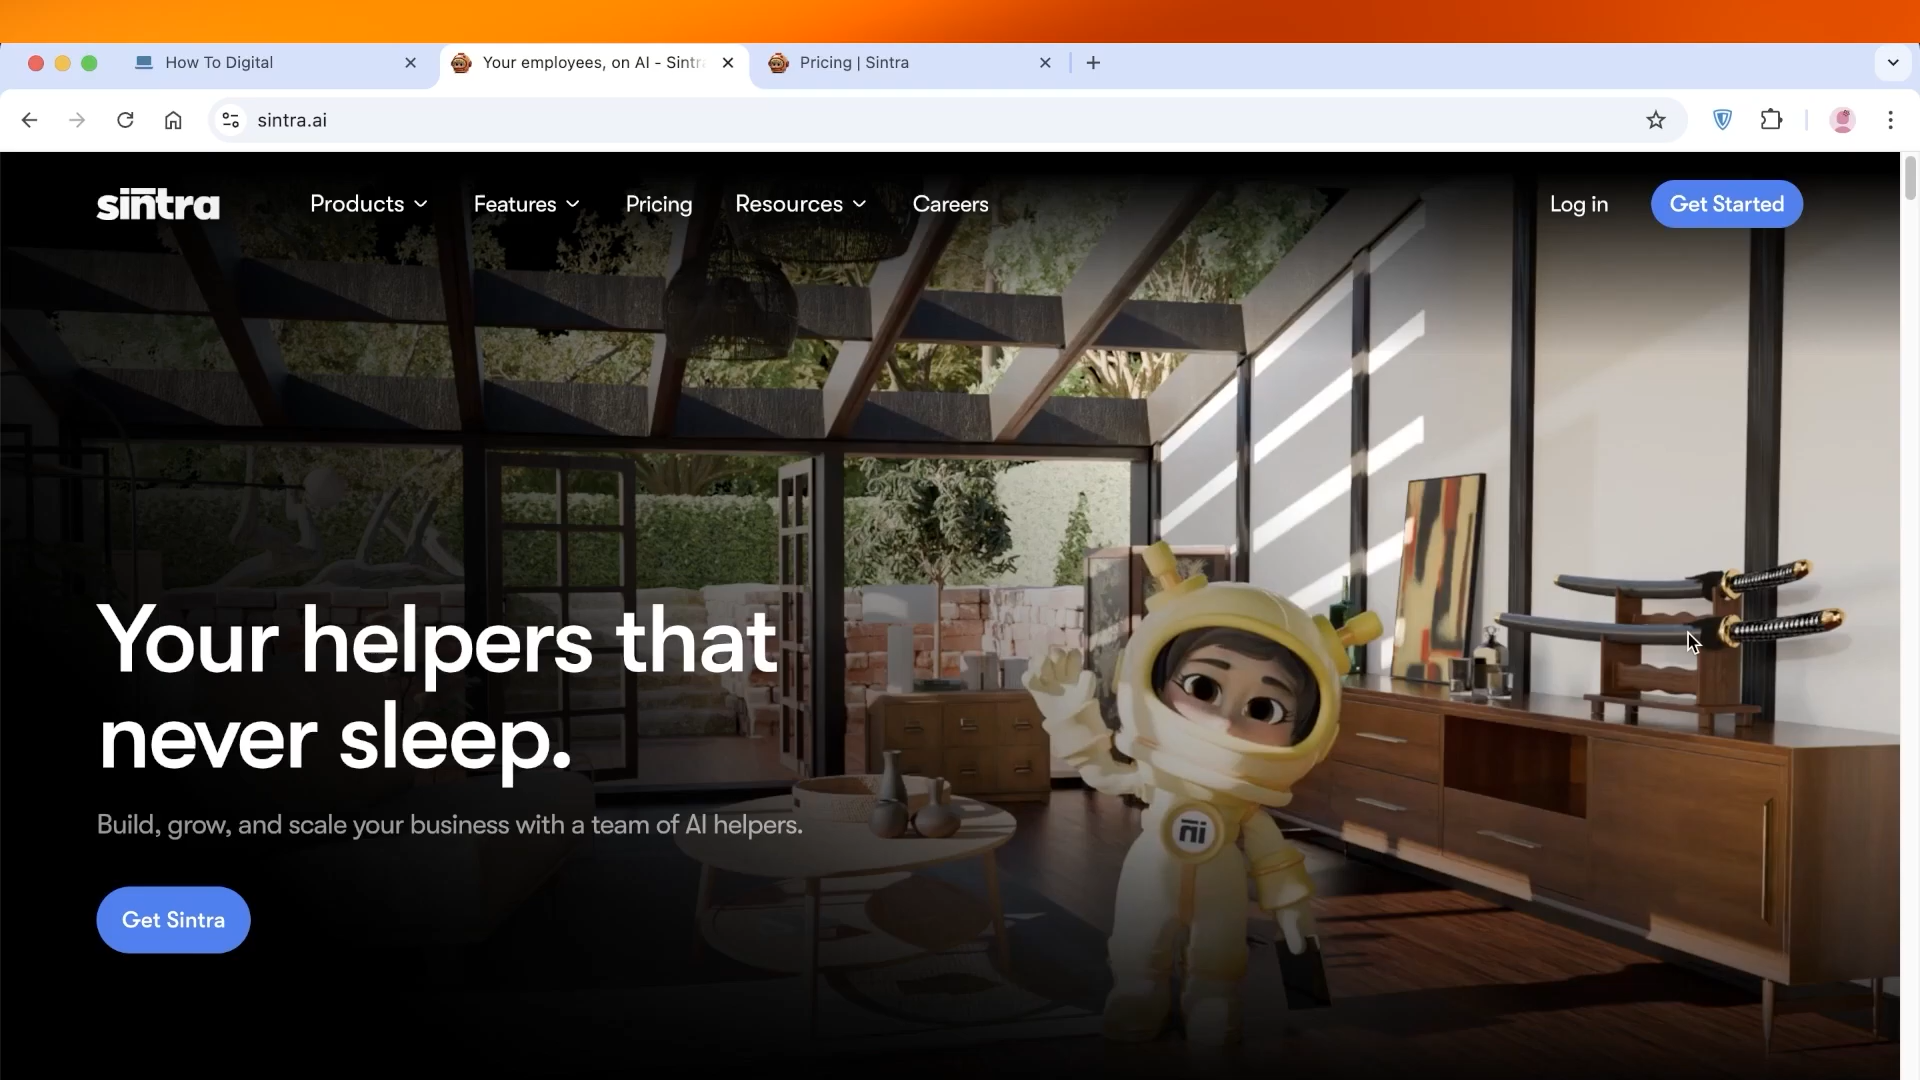 How To Digital
Your employees, on AI - Sintr
Pricing | Sintra
sintra.ai
sintra
Products
Features
Pricing
Resources
Careers
Log in
Get Started
Your helpers that
never sleep.
Build, grow, and scale your business with a team of AI helpers.
Get Sintra